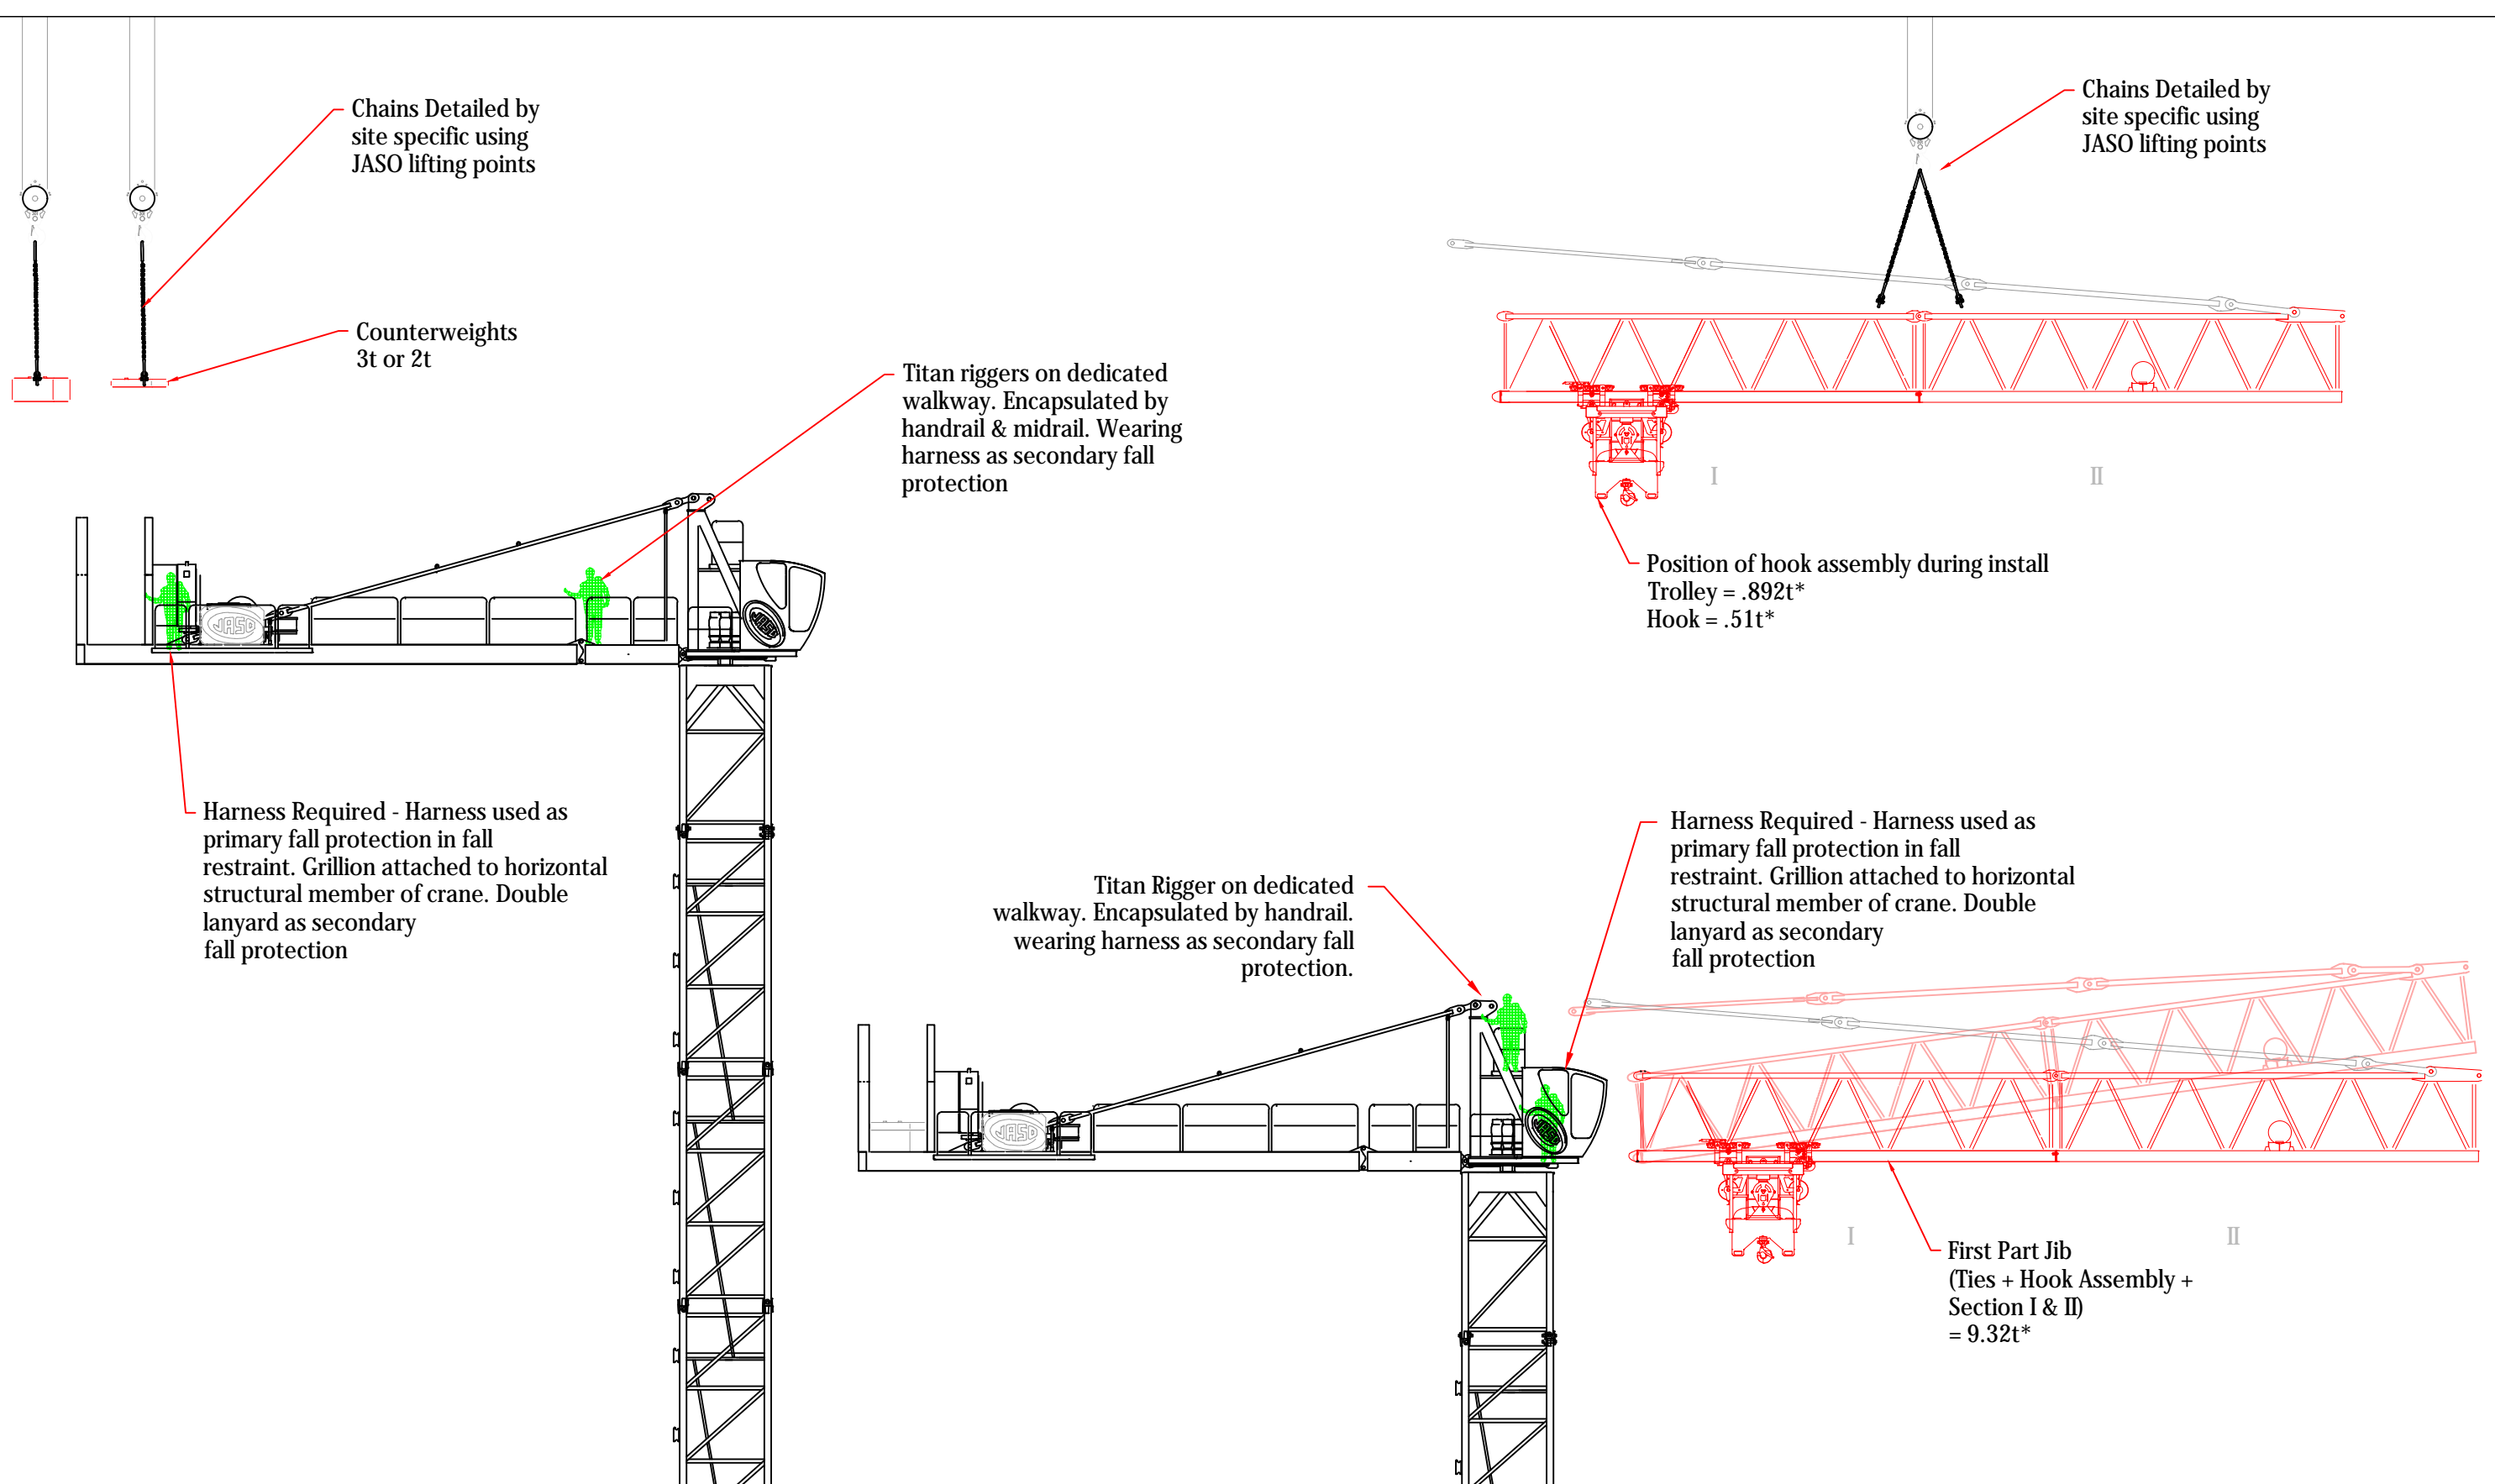 Chains Detailed by
site specific using
JASO lifting points
Counterweights
3t or 2t
Titan riggers on dedicated
walkway. Encapsulated by
handrail & midrail. Wearing
harness as secondary fall
protection
Chains Detailed by
site specific using
JASO lifting points
I
II
Position of hook assembly during install
Trolley = .892t*
Hook = .51t*
JASO
JASO
Harness Required - Harness used as
primary fall protection in fall
restraint. Grillion attached to horizontal
structural member of crane. Double
lanyard as secondary
fall protection
Titan Rigger on dedicated
walkway. Encapsulated by handrail.
wearing harness as secondary fall
protection.
Harness Required - Harness used as
primary fall protection in fall
restraint. Grillion attached to horizontal
structural member of crane. Double
lanyard as secondary
fall protection
JASO
JASO
I
II
First Part Jib
(Ties + Hook Assembly +
Section I & II)
= 9.32t*